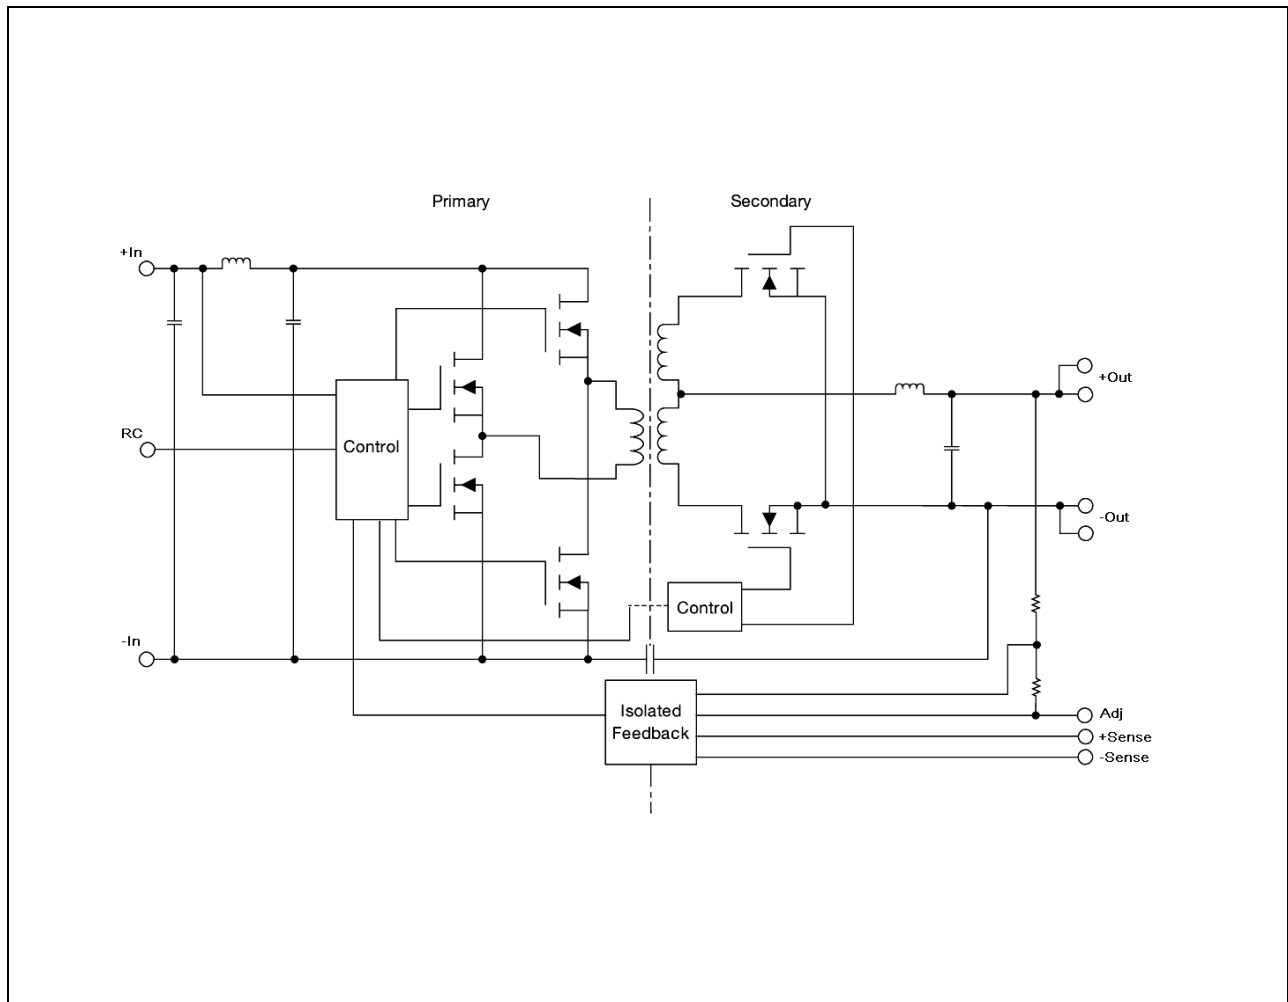 Primary
Secondary
+In
+Out
RC
Control
-Out
Control
-In
Isolated
Feedback
Adj
+Sense
-Sense